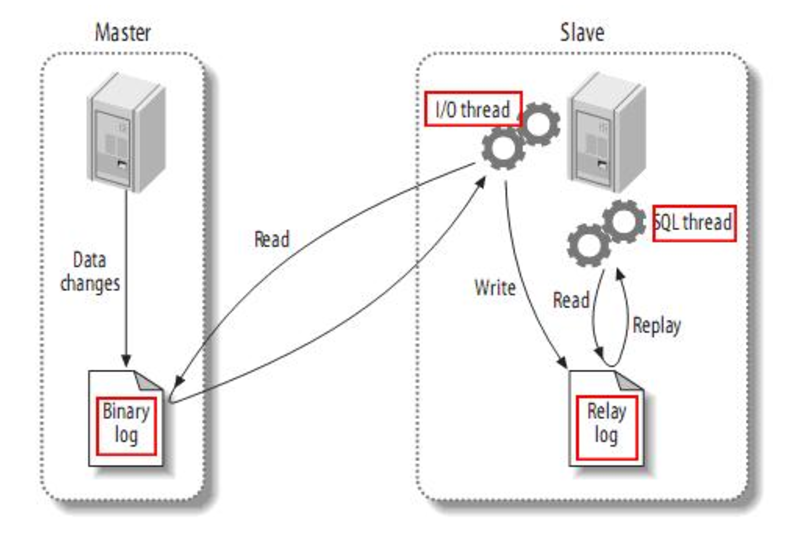 Master
Slave
I/O thread
SQL thread
Read
Data
changes
Write
Read
Replay
Binary
log
Relay
log